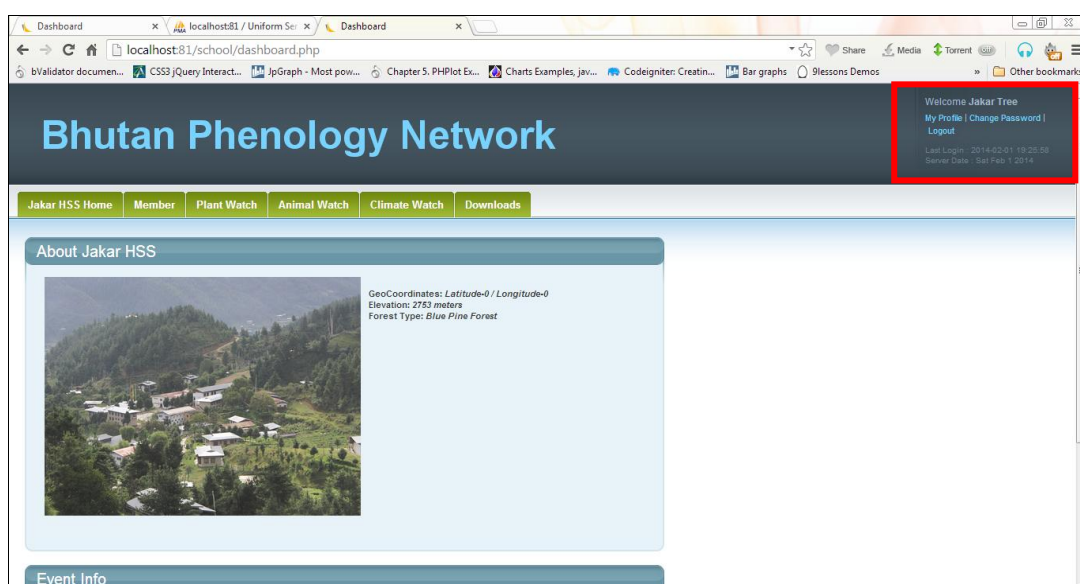 Dashboard
localhost:81 / Uniform Ser
Dashboard
localhost:81/school/dashboard.php
Share
Media
Torrent
bValidator documen...
CSS3 jQuery Interact...
JpGraph - Most pow...
Chapter 5. PHPlot Ex...
Charts Examples, jav...
Codeigniter: Creatin...
Bar graphs
9lessons Demos
»
Other bookmarks
Bhutan Phenology Network
Welcome Jakar Tree
My Profile | Change Password |
Logout
Last Login : 2014-02-01 19:25:58
Server Date : Sat Feb 1 2014
Jakar HSS Home
Member
Plant Watch
Animal Watch
Climate Watch
Downloads
About Jakar HSS
GeoCoordinates: Latitude-0 / Longitude-0
Elevation: 2753 meters
Forest Type: Blue Pine Forest
Event Info